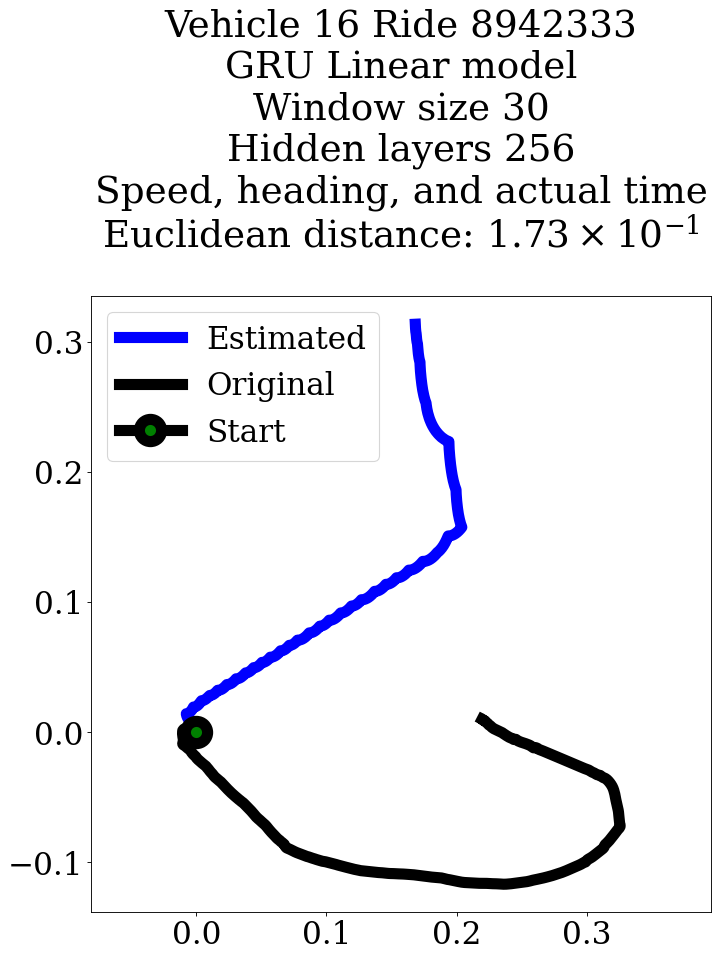 Vehicle 16 Ride 8942333
GRU Linear model
Window size 30
Hidden layers 256
Speed, heading, and actual time
Euclidean distance: 1.73 × 10⁻¹
Estimated
Original
Start
0.3
0.2
0.1
0.0
−0.1
0.0 0.1 0.2 0.3